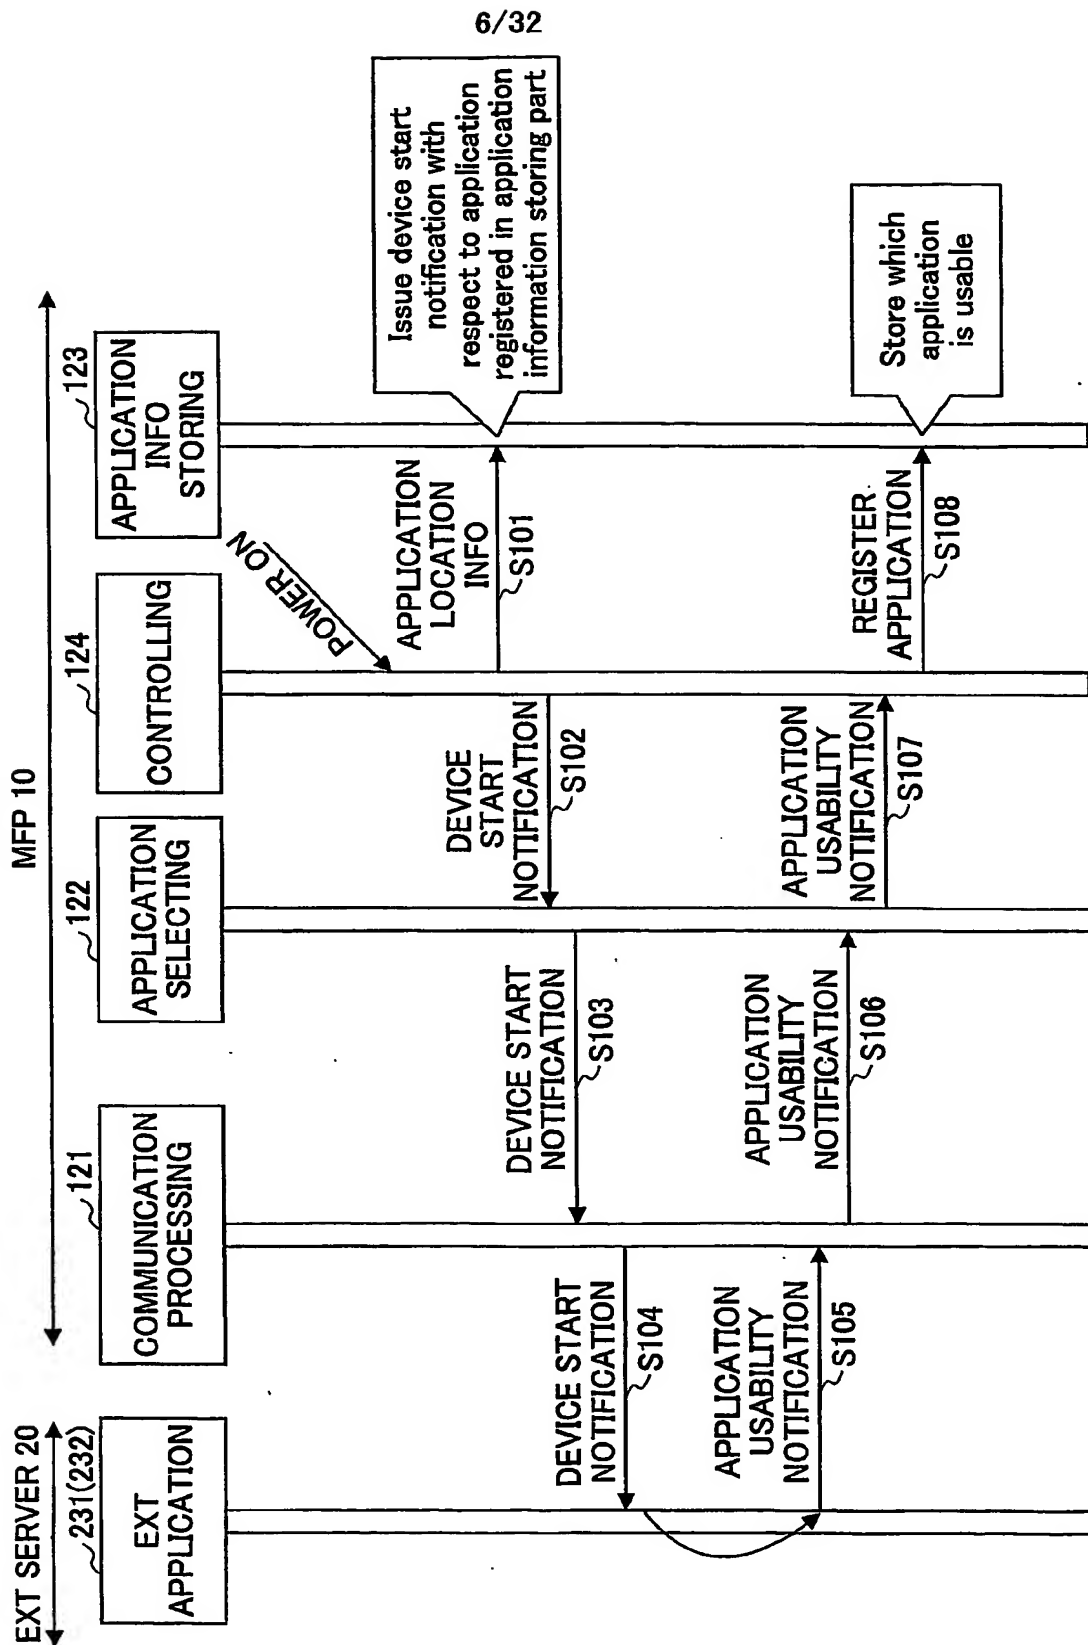 6/32
EXT SERVER 20
MFP 10
231(232)
EXT
APPLICATION
121
COMMUNICATION
PROCESSING
122
APPLICATION
SELECTING
124
CONTROLLING
123
APPLICATION
INFO
STORING
POWER ON
APPLICATION
LOCATION
INFO
S101
Issue device start
notification with
respect to application
registered in application
information storing part
DEVICE
START
NOTIFICATION
S102
DEVICE START
NOTIFICATION
S103
DEVICE START
NOTIFICATION
S104
APPLICATION
USABILITY
NOTIFICATION
S105
APPLICATION
USABILITY
NOTIFICATION
S106
APPLICATION
USABILITY
NOTIFICATION
S107
REGISTER
APPLICATION
S108
Store which
application
is usable